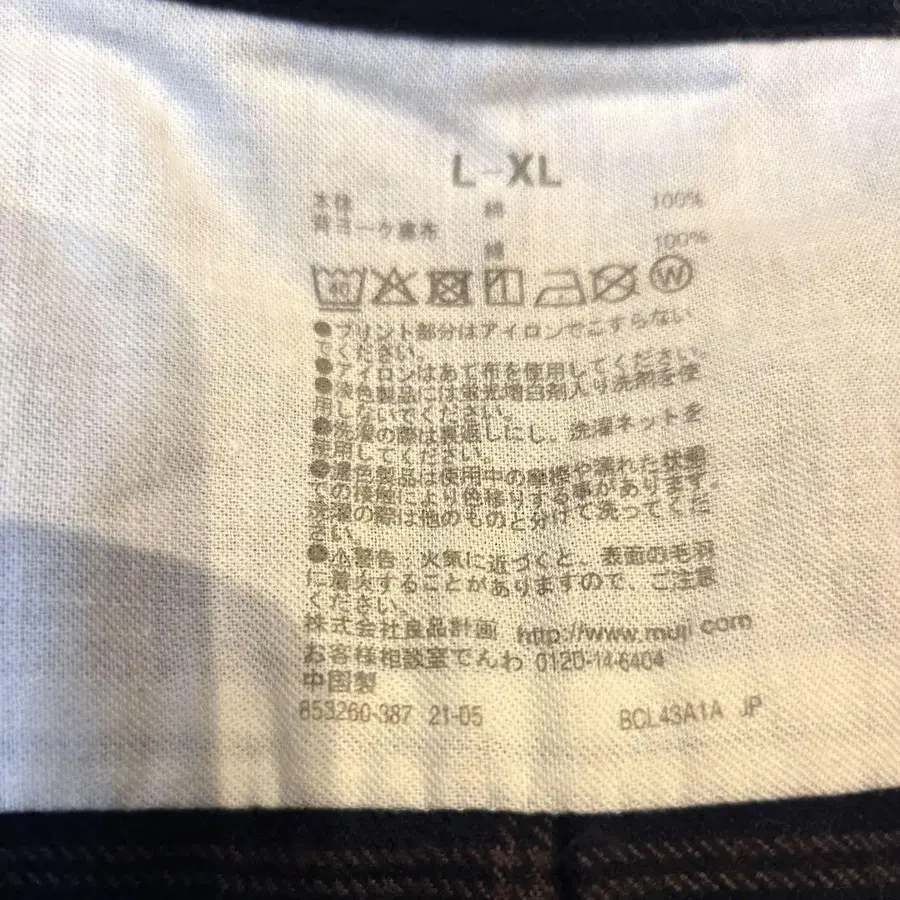 L-XL
本体 綿 100%
背ヨーク裏先 綿 100%
40
W
●プリント部分はアイロンでこすらない
でください。
●アイロンはあて布を使用してください。
●淡色製品には蛍光増白剤入り洗剤を使
用しないでください。
●洗濯の際は裏返しにし、洗濯ネットを
使用してください。
●濃色製品は使用中の摩擦や濡れた状態
での接触により色移りする事があります。
洗濯の際は他のものと分けて洗ってくだ
さい。
●警告：火気に近づくと、表面の毛羽
に着火することがありますので、ご注意
ください。
株式会社良品計画 http://www.muji.com
お客様相談室でんわ 0120-14-6404
中国製
853260-387 21-05 BCL43A1A JP